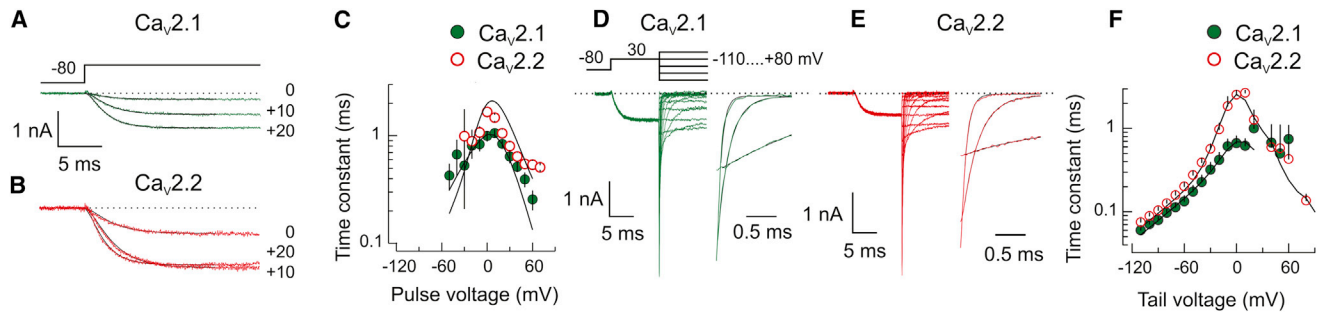 A
CaV2.1
-80
0
+10
+20
1 nA
5 ms
B
CaV2.2
0
+20
+10
C
CaV2.1
CaV2.2
Time constant (ms)
1
0.1
-120 -60 0 60
Pulse voltage (mV)
D
CaV2.1
-80 30 -110....+80 mV
1 nA
5 ms
0.5 ms
E
CaV2.2
1 nA
5 ms
0.5 ms
F
CaV2.1
CaV2.2
Time constant (ms)
1
0.1
-120 -60 0 60
Tail voltage (mV)